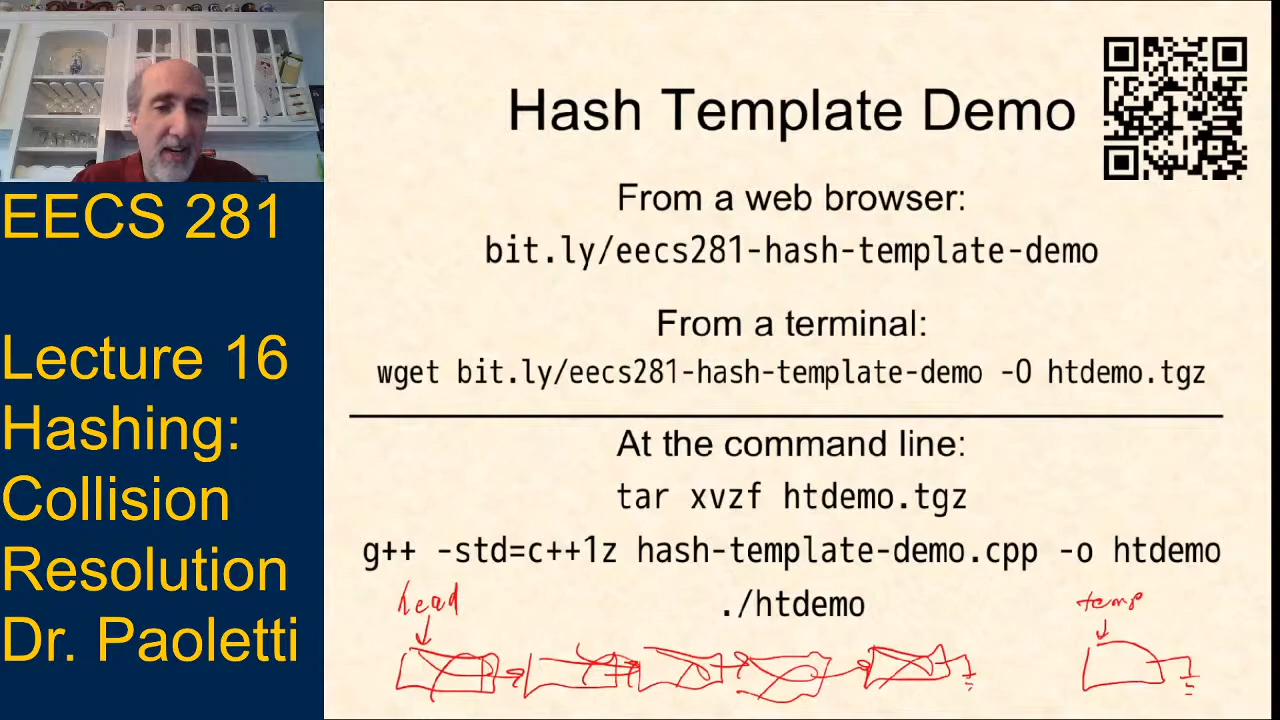 EECS 281
Lecture 16
Hashing:
Collision
Resolution
Dr. Paoletti
Hash Template Demo
From a web browser:
bit.ly/eecs281-hash-template-demo
From a terminal:
wget bit.ly/eecs281-hash-template-demo -O htdemo.tgz
At the command line:
tar xvzf htdemo.tgz
g++ -std=c++1z hash-template-demo.cpp -o htdemo
./htdemo
head
temp